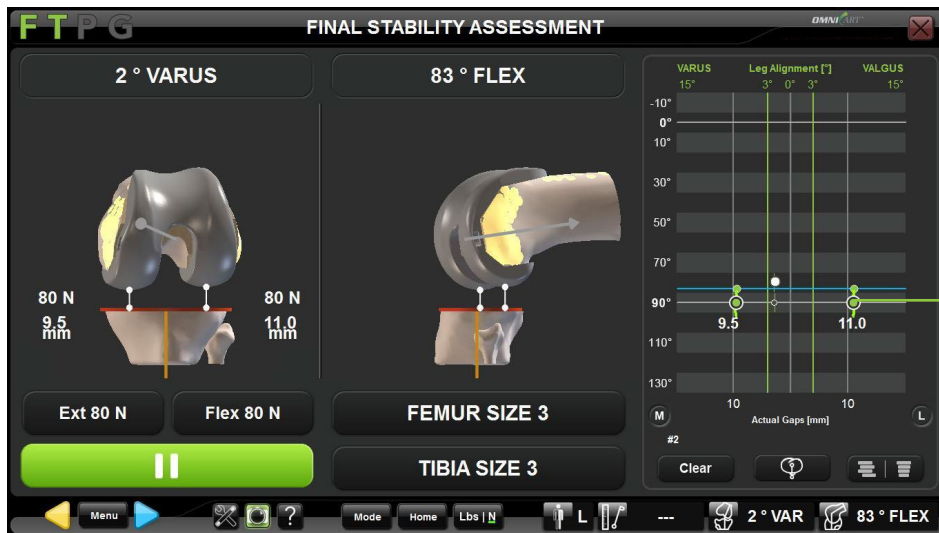 FTPG
FINAL STABILITY ASSESSMENT
OMNIBOTICS
2 ° VARUS
83 ° FLEX
VARUS Leg Alignment [°] VALGUS
15° 3° 0° 3° 15°
-10°
0°
10°
30°
50°
70°
90°
110°
130°
80 N
9.5
mm
80 N
11.0
mm
9.5 11.0
10 10
M Actual Gaps [mm] L
#2
Ext 80 N
Flex 80 N
FEMUR SIZE 3
TIBIA SIZE 3
Clear
Menu
?
Mode
Home
Lbs | N
L
---
2 ° VAR
83 ° FLEX